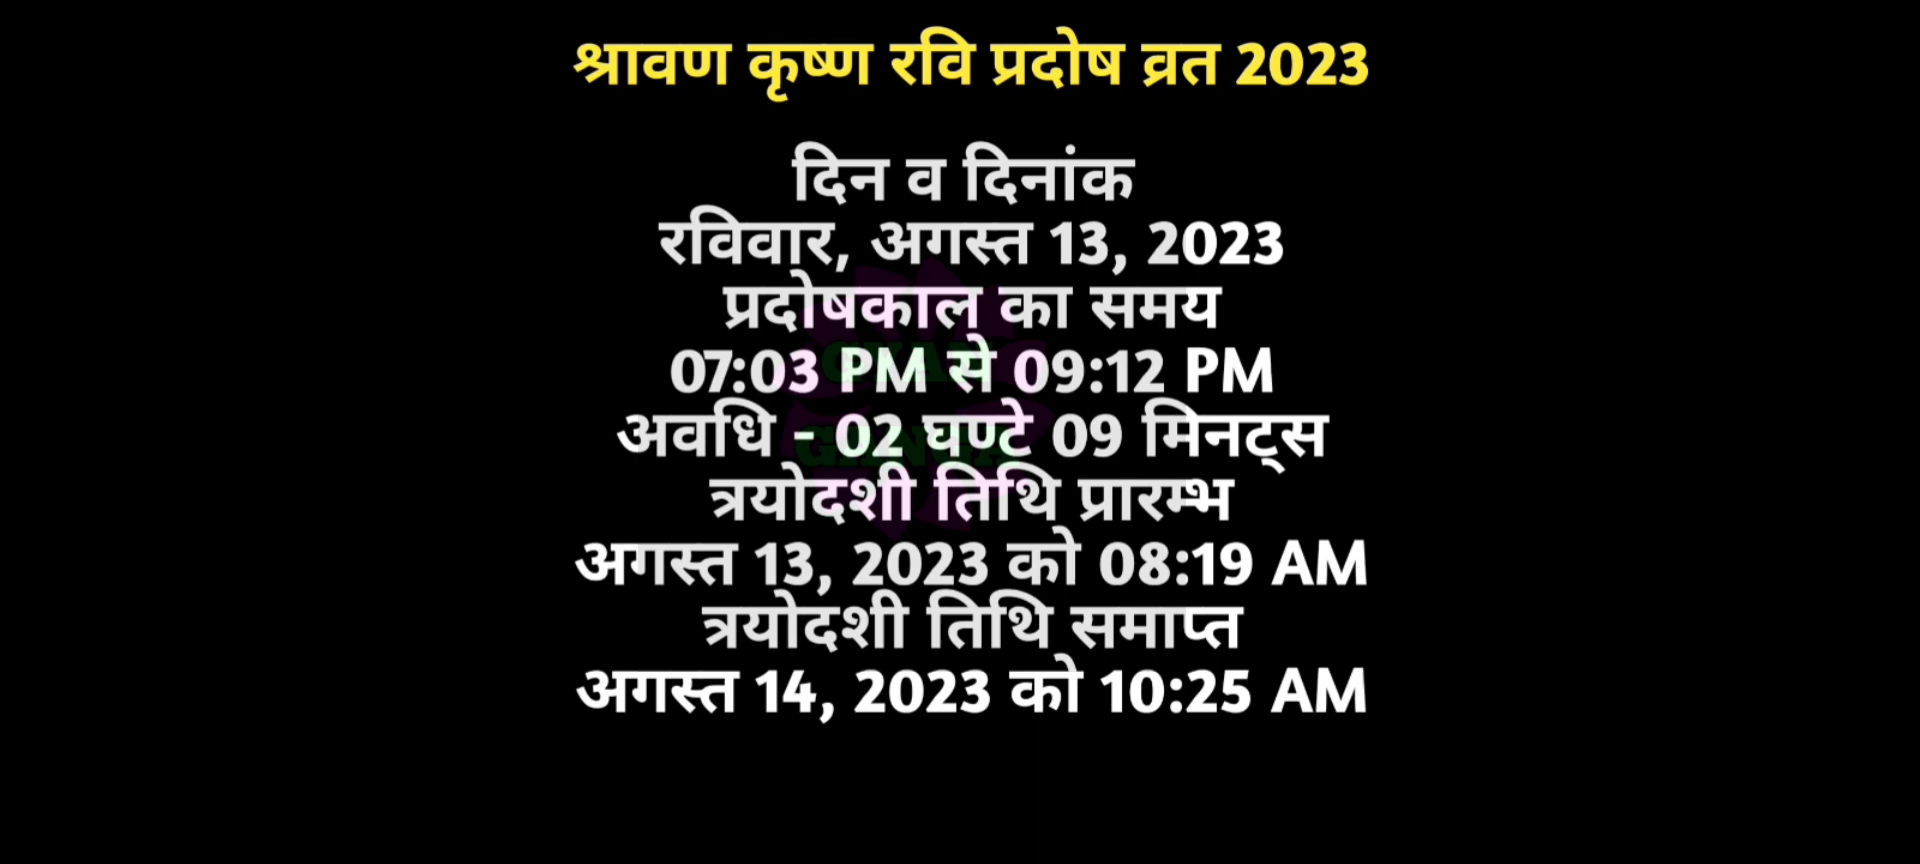 श्रावण कृष्ण रवि प्रदोष व्रत 2023
दिन व दिनांक
रविवार, अगस्त 13, 2023
प्रदोषकाल का समय
07:03 PM से 09:12 PM
अवधि - 02 घण्टे 09 मिनट्स
त्रयोदशी तिथि प्रारम्भ
अगस्त 13, 2023 को 08:19 AM
त्रयोदशी तिथि समाप्त
अगस्त 14, 2023 को 10:25 AM